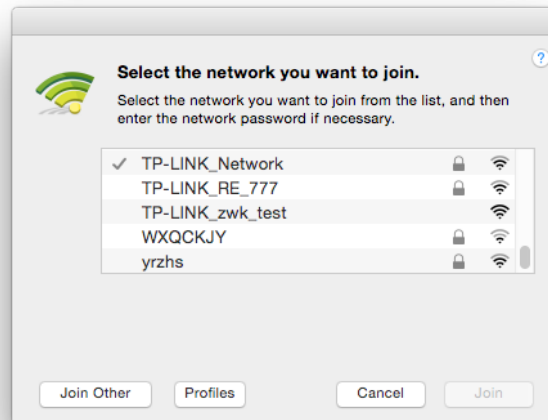 ?
Select the network you want to join.
Select the network you want to join from the list, and then
enter the network password if necessary.
TP-LINK_Network
TP-LINK_RE_777
TP-LINK_zwk_test
WXQCKJY
yrzhs
Join Other Profiles Cancel Join